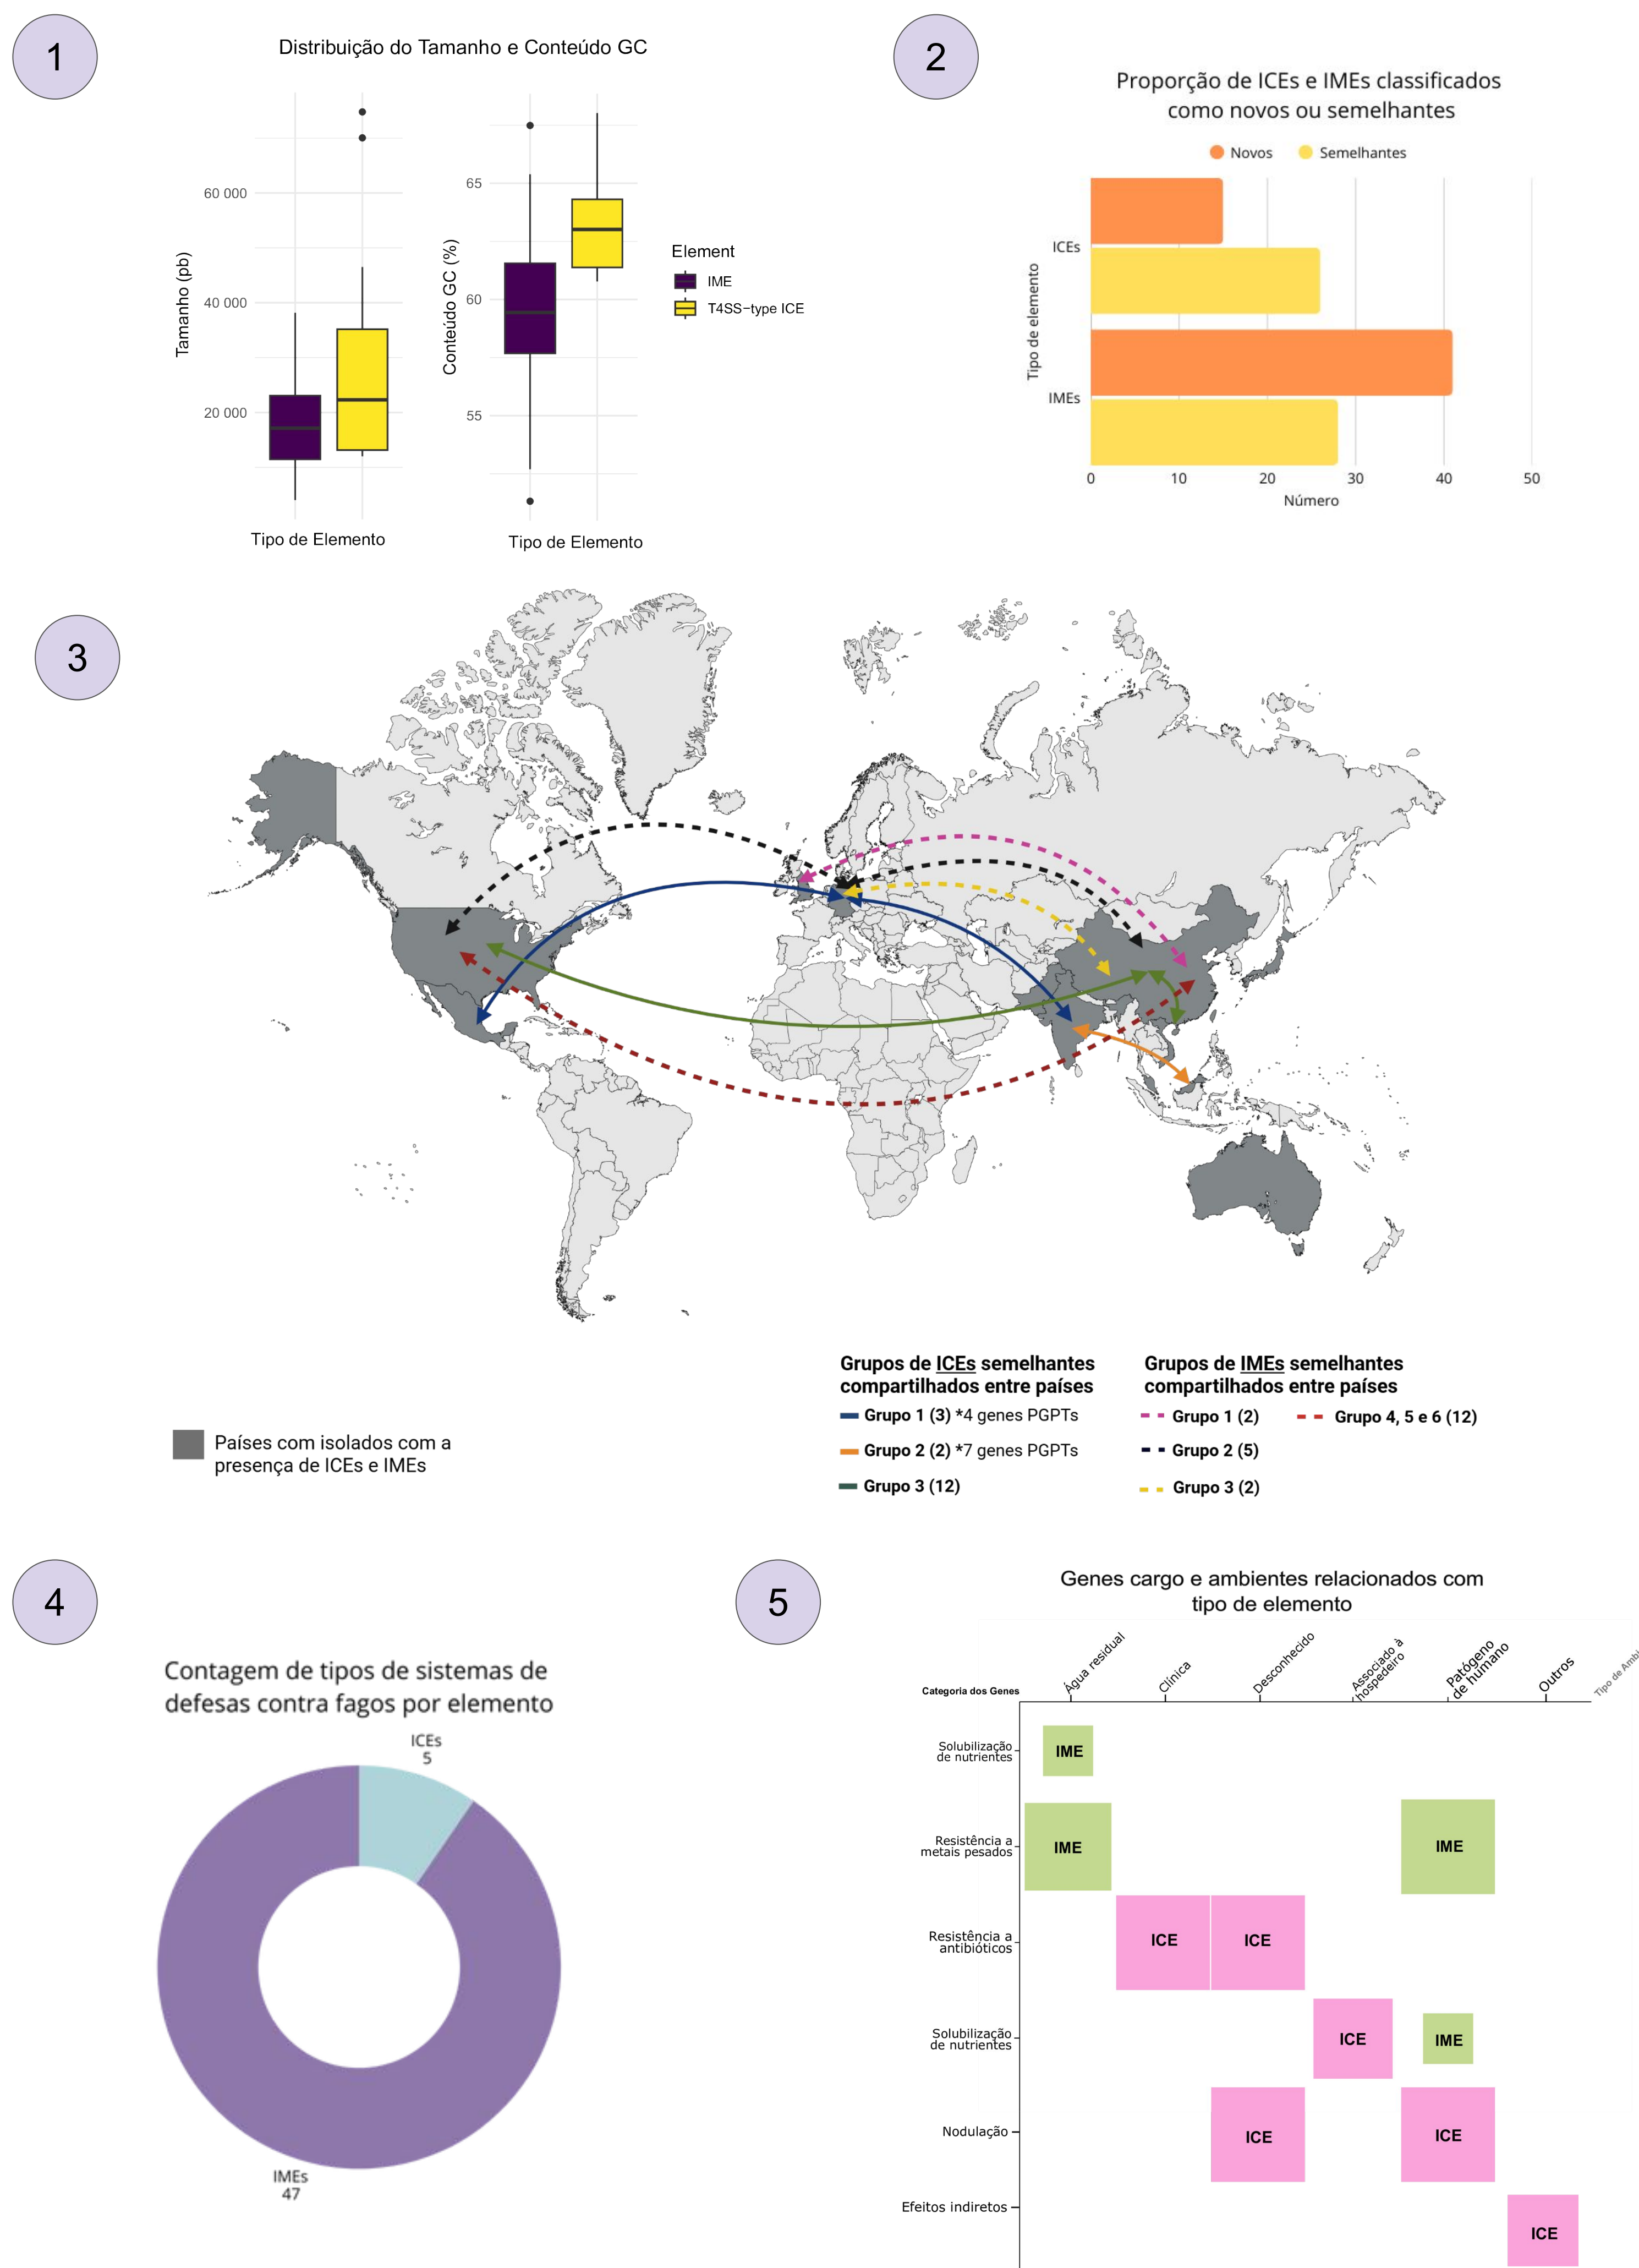 1
Distribuição do Tamanho e Conteúdo GC
Tamanho (pb)
60 000
40 000
20 000
Tipo de Elemento
Conteúdo GC (%)
65
60
55
Tipo de Elemento
Element
IME
T4SS−type ICE
2
Proporção de ICEs e IMEs classificados
como novos ou semelhantes
Novos
Semelhantes
Tipo de elemento
ICEs
IMEs
0 10 20 30 40 50
Número
3
Países com isolados com a
presença de ICEs e IMEs
Grupos de ICEs semelhantes
compartilhados entre países
Grupo 1 (3) *4 genes PGPTs
Grupo 2 (2) *7 genes PGPTs
Grupo 3 (12)
Grupos de IMEs semelhantes
compartilhados entre países
Grupo 1 (2)
Grupo 4, 5 e 6 (12)
Grupo 2 (5)
Grupo 3 (2)
4
Contagem de tipos de sistemas de
defesas contra fagos por elemento
ICEs
5
IMEs
47
5
Genes cargo e ambientes relacionados com
tipo de elemento
Categoria dos Genes
Água residual
Clínica
Desconhecido
Associado à
hospedeiro
Patógeno
de humano
Outros
Tipo de
Solubilização
de nutrientes
IME
Resistência a
metais pesados
IME
IME
Resistência a
antibióticos
ICE
ICE
Solubilização
de nutrientes
ICE
IME
Nodulação
ICE
ICE
Efeitos indiretos
ICE